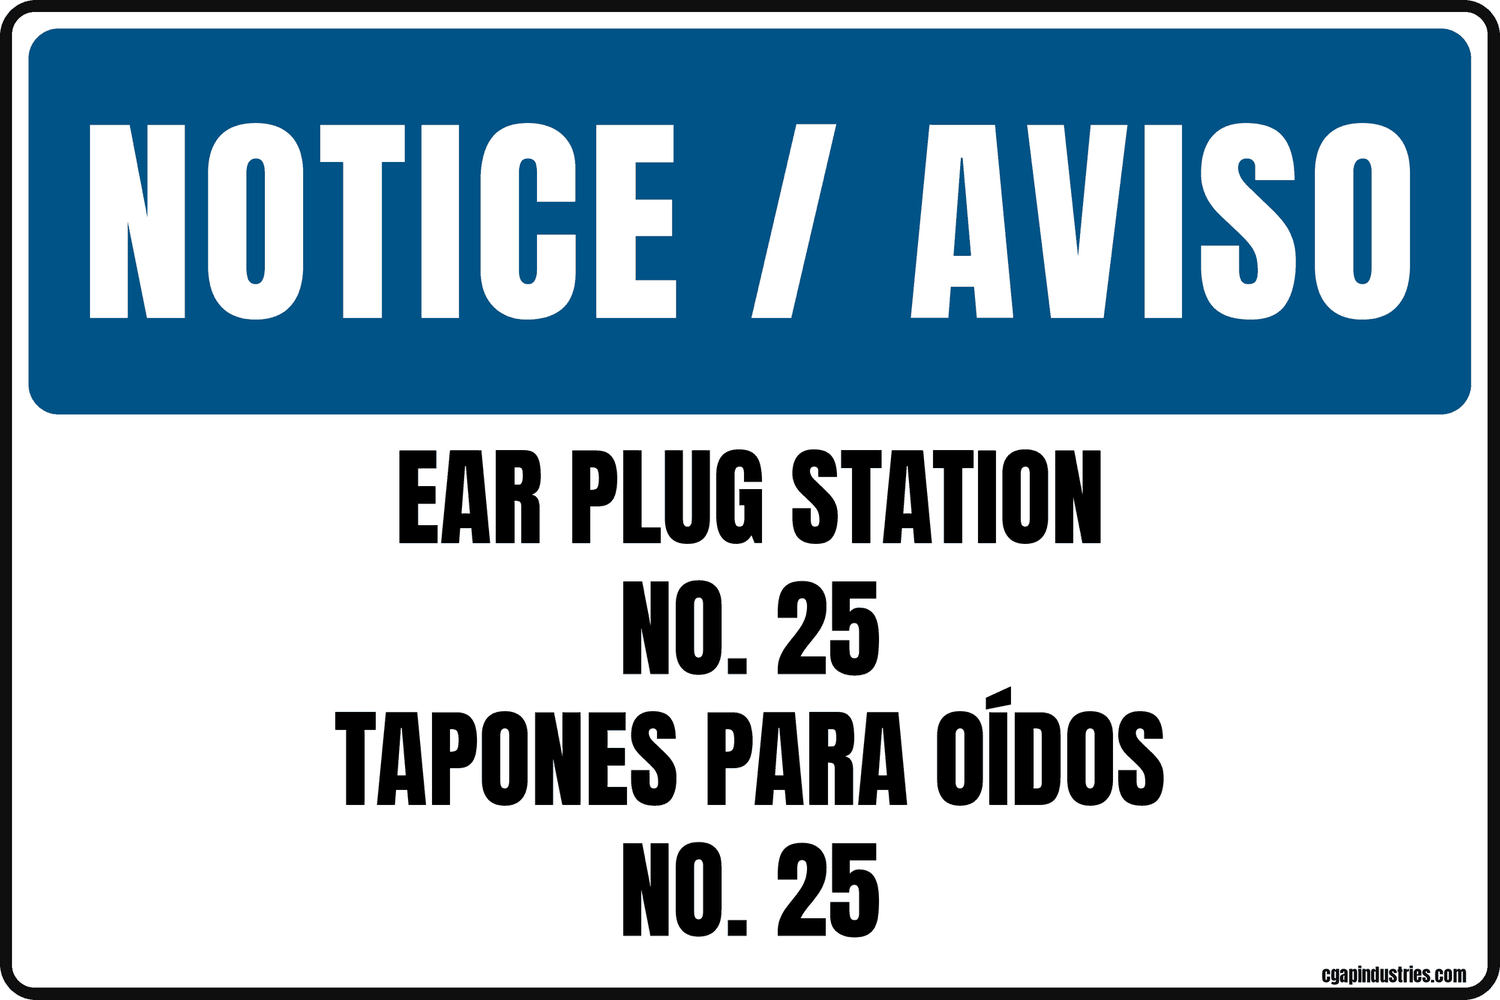 NOTICE / AVISO
EAR PLUG STATION
NO. 25
TAPONES PARA OÍDOS
NO. 25
cgapindustries.com